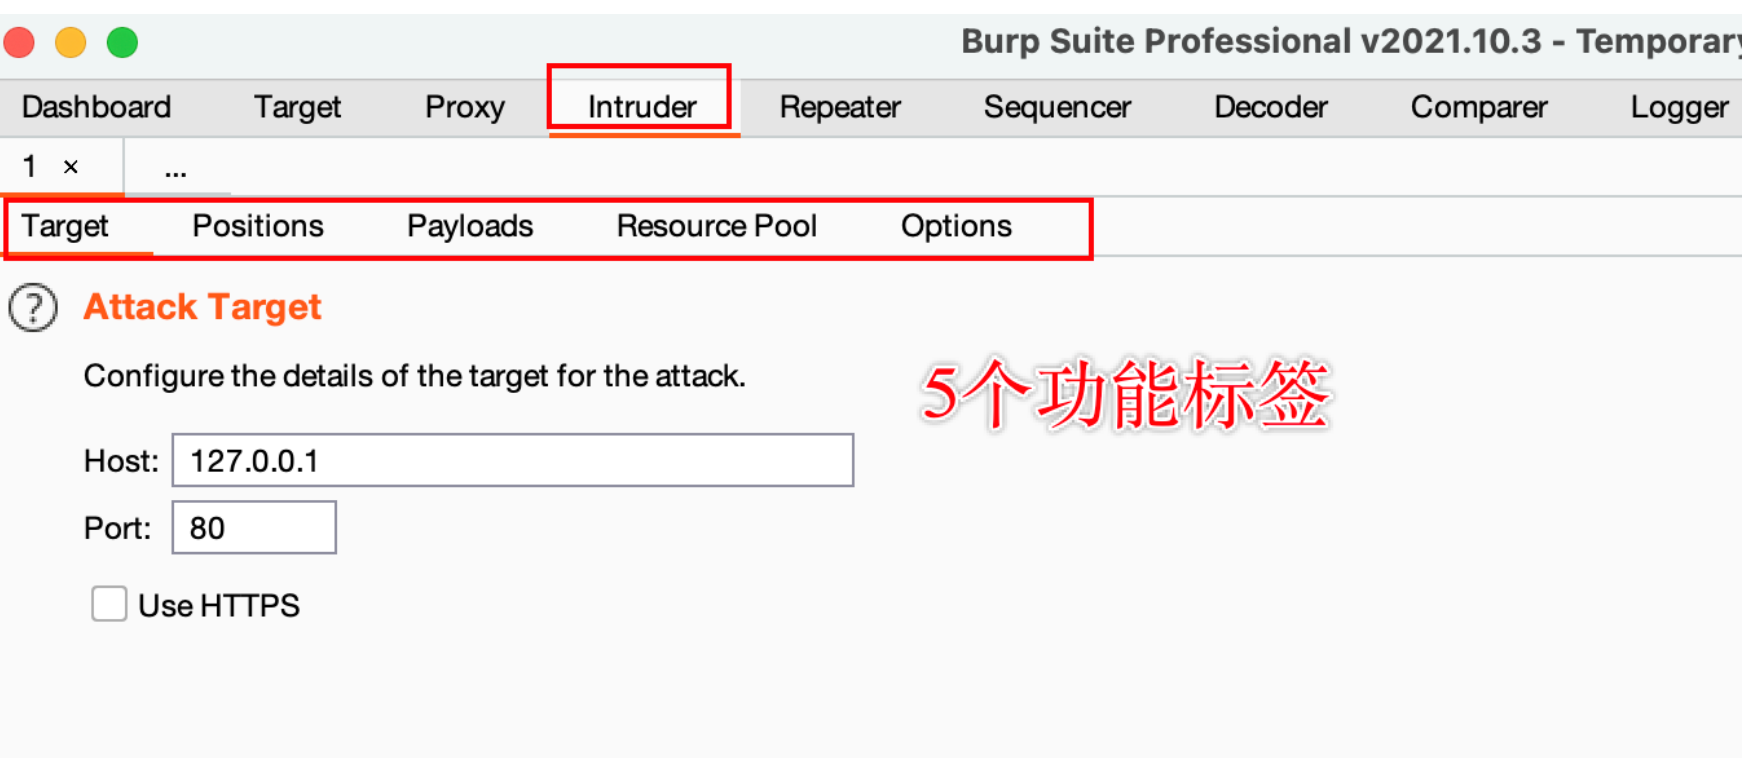 Burp Suite Professional v2021.10.3 - Temporary
Dashboard Target Proxy Intruder Repeater Sequencer Decoder Comparer Logger
1 × ...
Target Positions Payloads Resource Pool Options
? Attack Target
Configure the details of the target for the attack.
5个功能标签
Host: 127.0.0.1
Port: 80
Use HTTPS